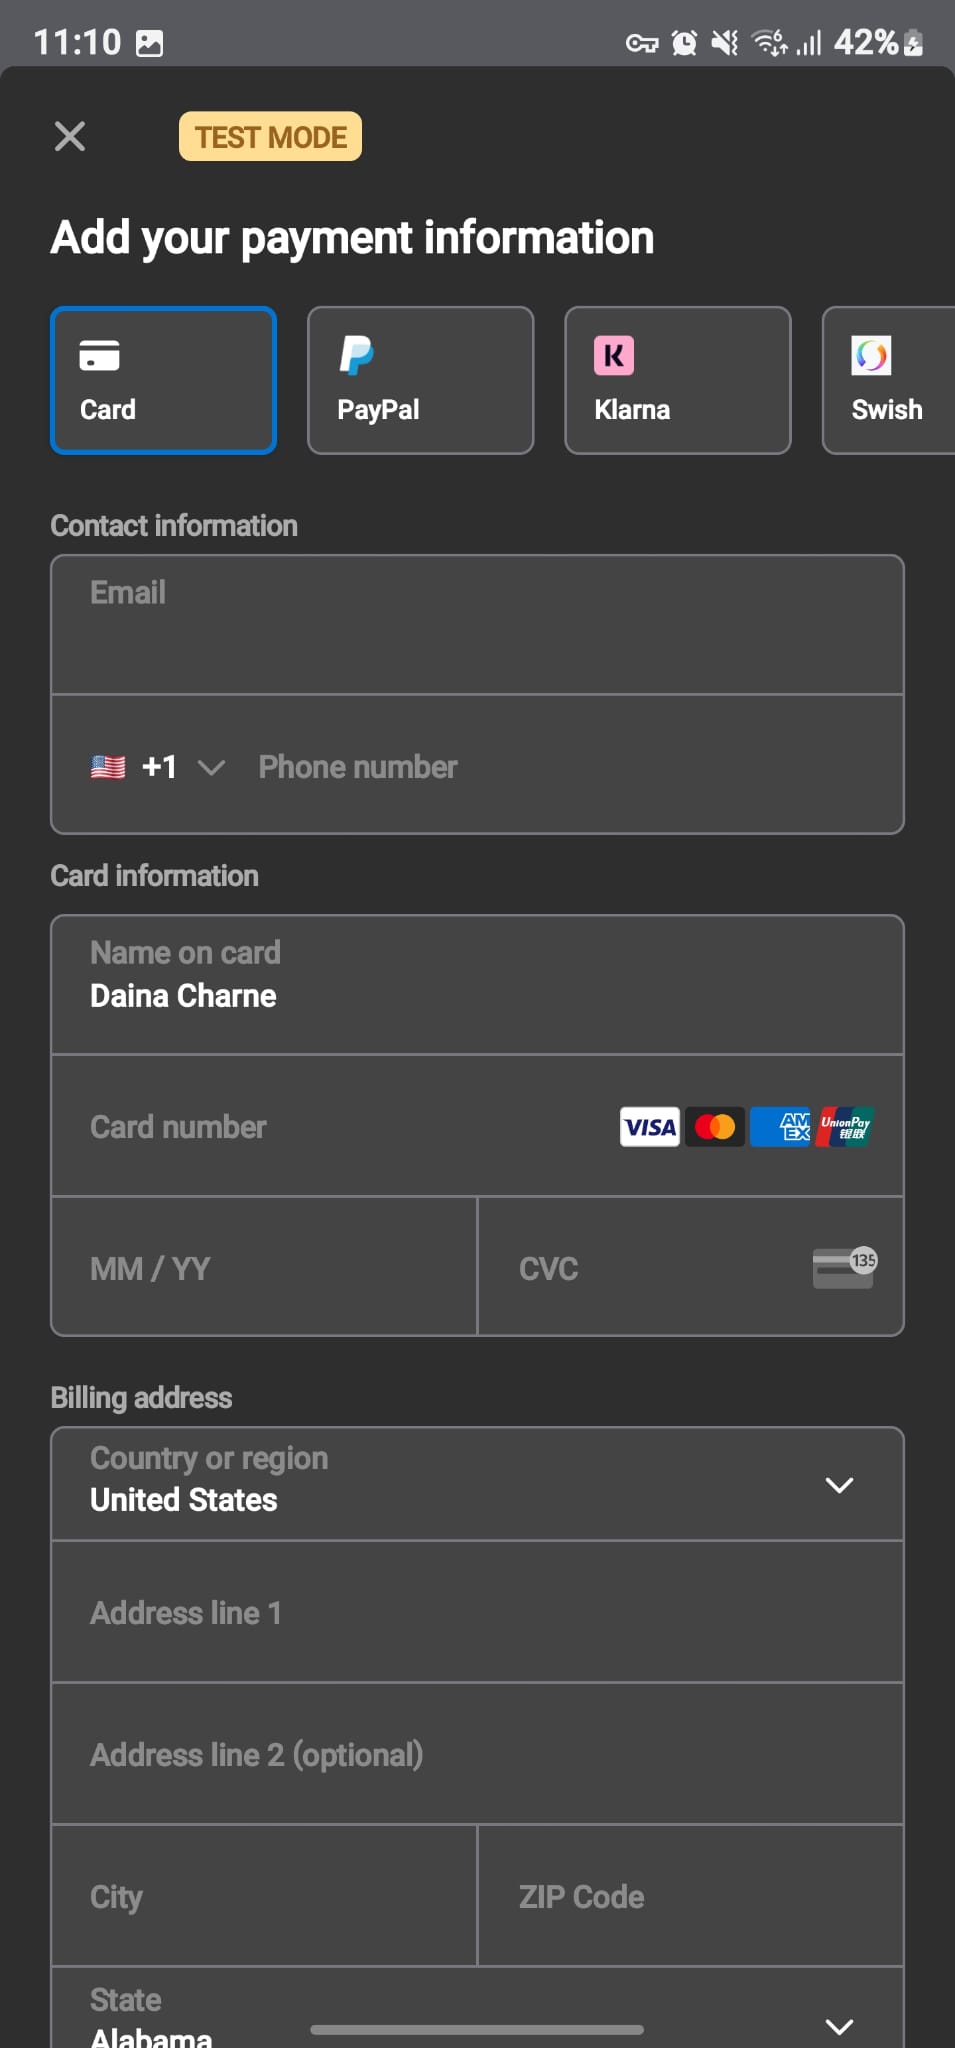 11:10
6
42%
TEST MODE
Add your payment information
Card
PayPal
K
Klarna
Swish
Contact information
Email
+1
Phone number
Card information
Name on card
Daina Charne
Card number
VISA
AM
EX
UnionPay
银联
MM / YY
CVC
135
Billing address
Country or region
United States
Address line 1
Address line 2 (optional)
City
ZIP Code
State
Alabama